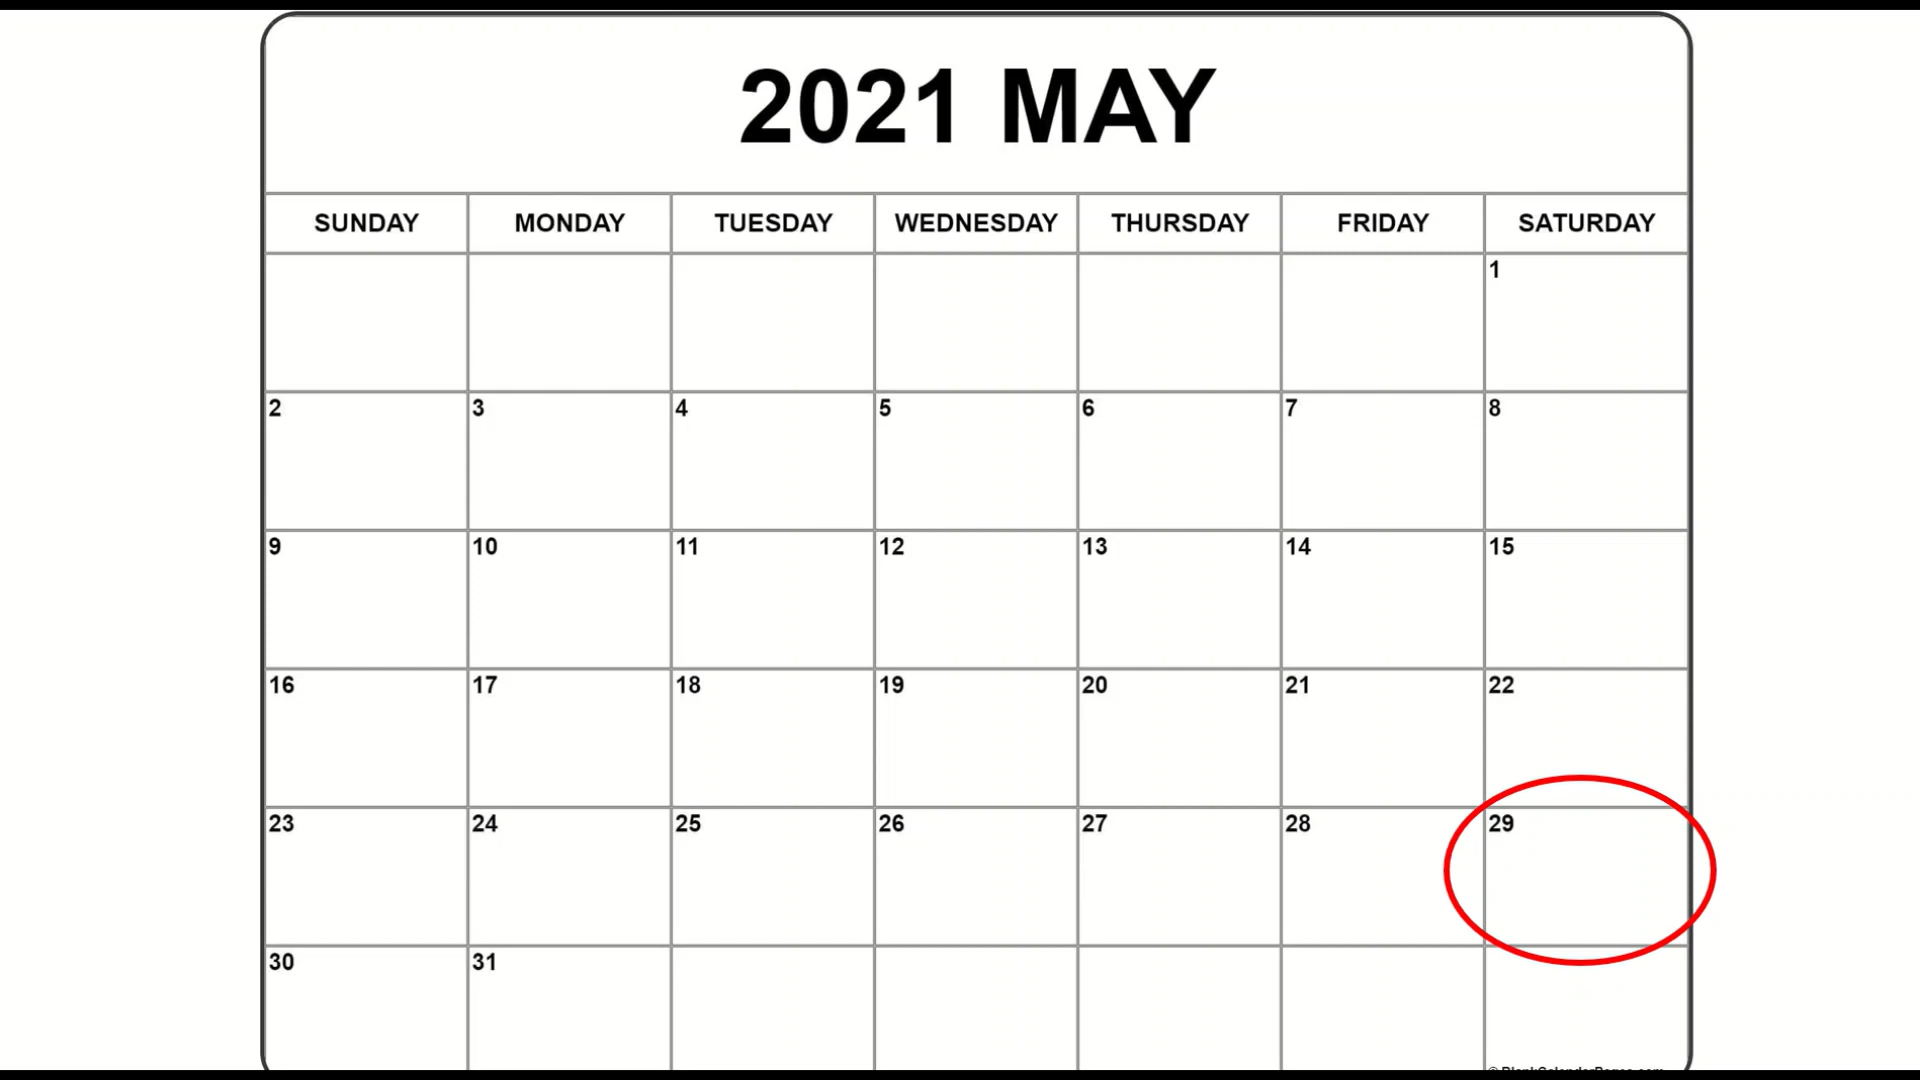 2021 MAY
SUNDAY MONDAY TUESDAY WEDNESDAY THURSDAY FRIDAY SATURDAY
1
2 3 4 5 6 7 8
9 10 11 12 13 14 15
16 17 18 19 20 21 22
23 24 25 26 27 28 29
30 31